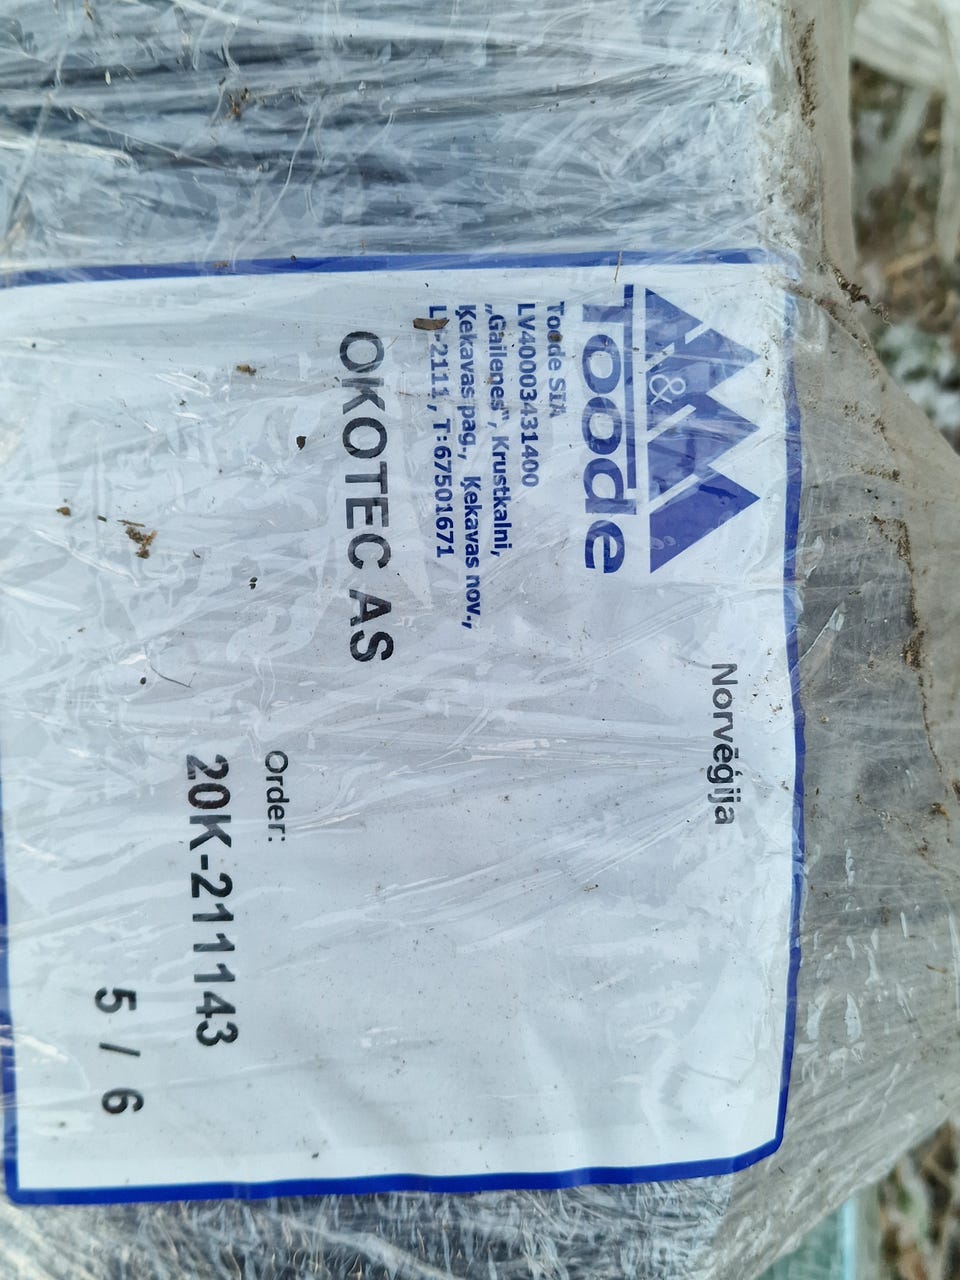 &
Toode
Norvēģija
Toode SIA
LV40003431400
„Gailenes“, Krustkalni,
Ķekavas pag., Ķekavas nov.,
2111, T:67501671
OKOTEC AS
Order:
20K-211143
5 / 6